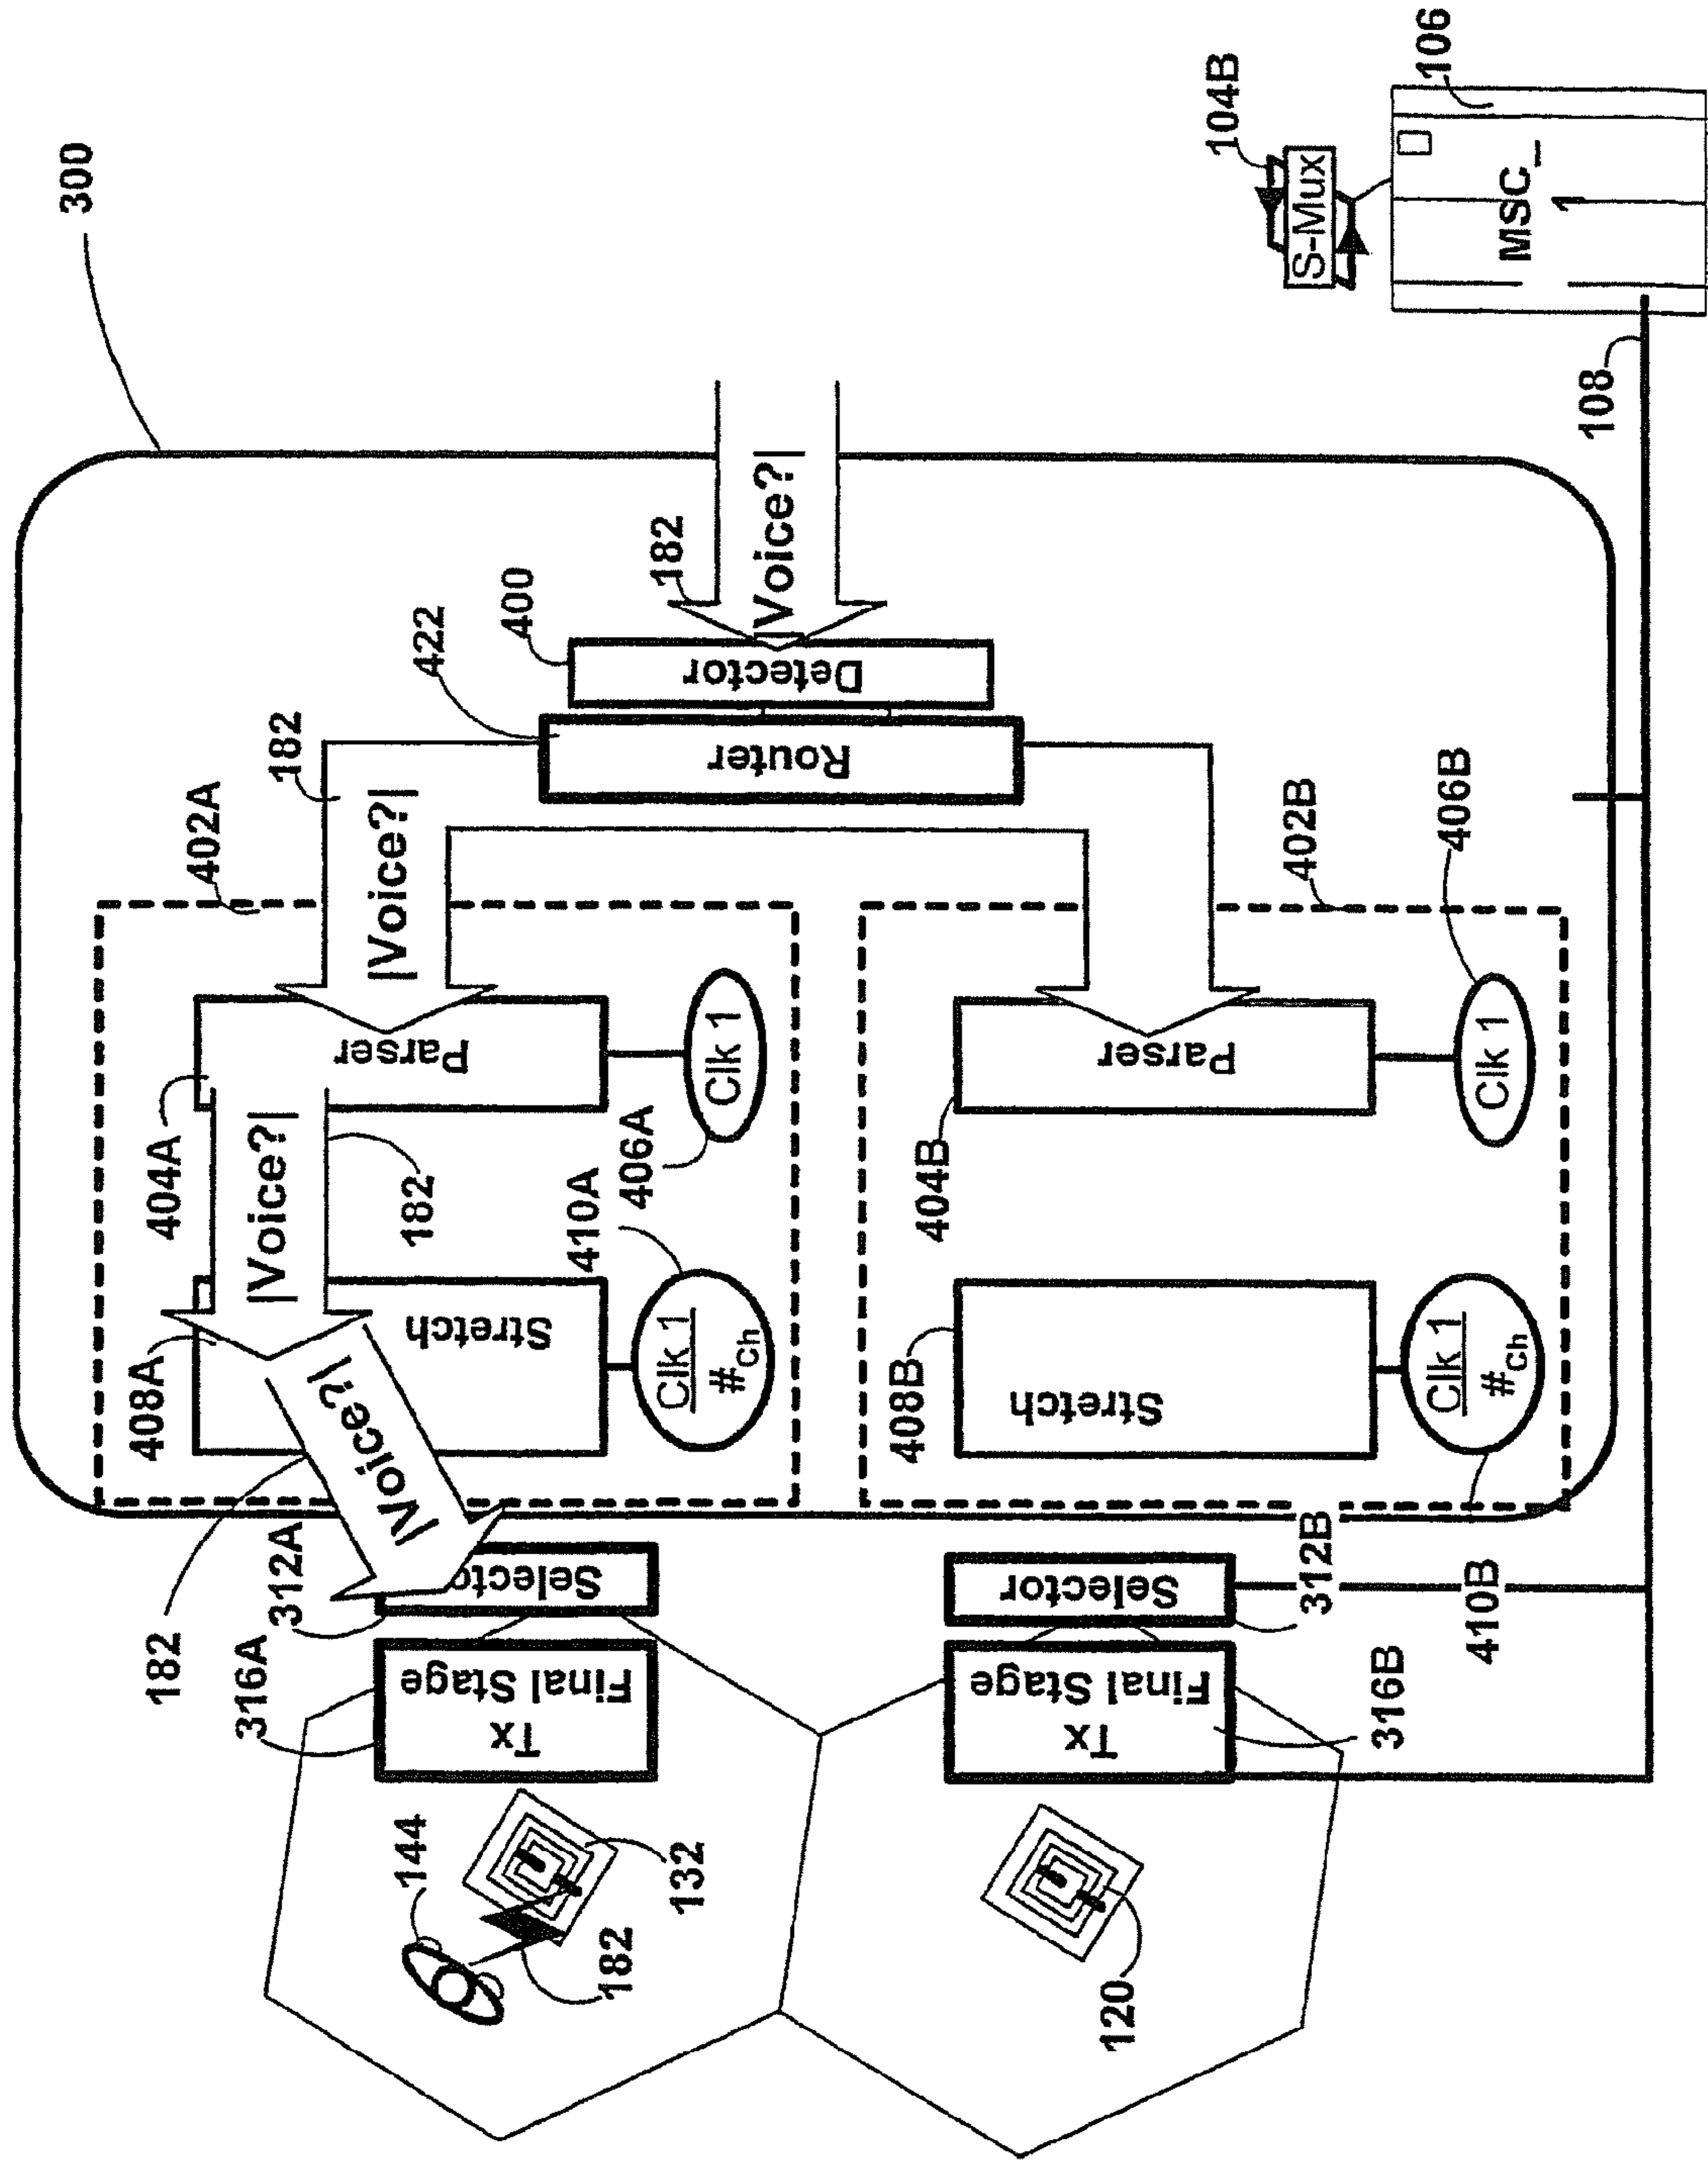 300
104B
S-Mux
106
MSC_
1
108
|Voice?|
182
400
Detector
422
Router
182
402A
|Voice?|
402B
406B
Parser
Clk 1
404A
406A
|Voice?|
182
Parser
Clk 1
404B
410A
408A
Stretch
Clk 1
#Ch
408B
Stretch
Clk 1
#Ch
|Voice?|
182
312A
Selecto
Selector
312B
410B
316A
Final Stage
Tx
Final Stage
Tx
316B
144
132
182
120